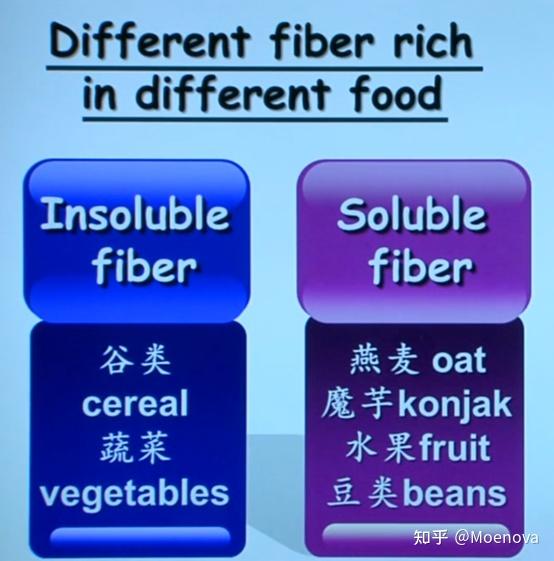 Different fiber rich
in different food
Insoluble
fiber
谷类
cereal
蔬菜
vegetables
Soluble
fiber
燕麦 oat
魔芋konjak
水果fruit
豆类beans
知乎 @Moenova